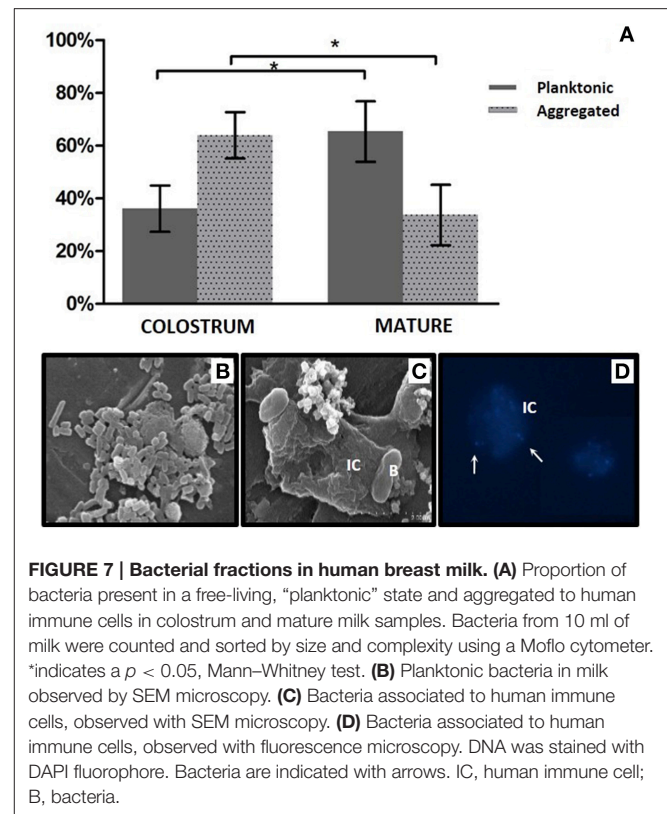 100%
A
*
*
80%
Planktonic
Aggregated
60%
40%
20%
0%
COLOSTRUM
MATURE
B
C
D
IC
IC
B
FIGURE 7 | Bacterial fractions in human breast milk. (A) Proportion of
bacteria present in a free-living, “planktonic” state and aggregated to human
immune cells in colostrum and mature milk samples. Bacteria from 10 ml of
milk were counted and sorted by size and complexity using a Moflo cytometer.
*indicates a p < 0.05, Mann–Whitney test. (B) Planktonic bacteria in milk
observed by SEM microscopy. (C) Bacteria associated to human immune
cells, observed with SEM microscopy. (D) Bacteria associated to human
immune cells, observed with fluorescence microscopy. DNA was stained with
DAPI fluorophore. Bacteria are indicated with arrows. IC, human immune cell;
B, bacteria.